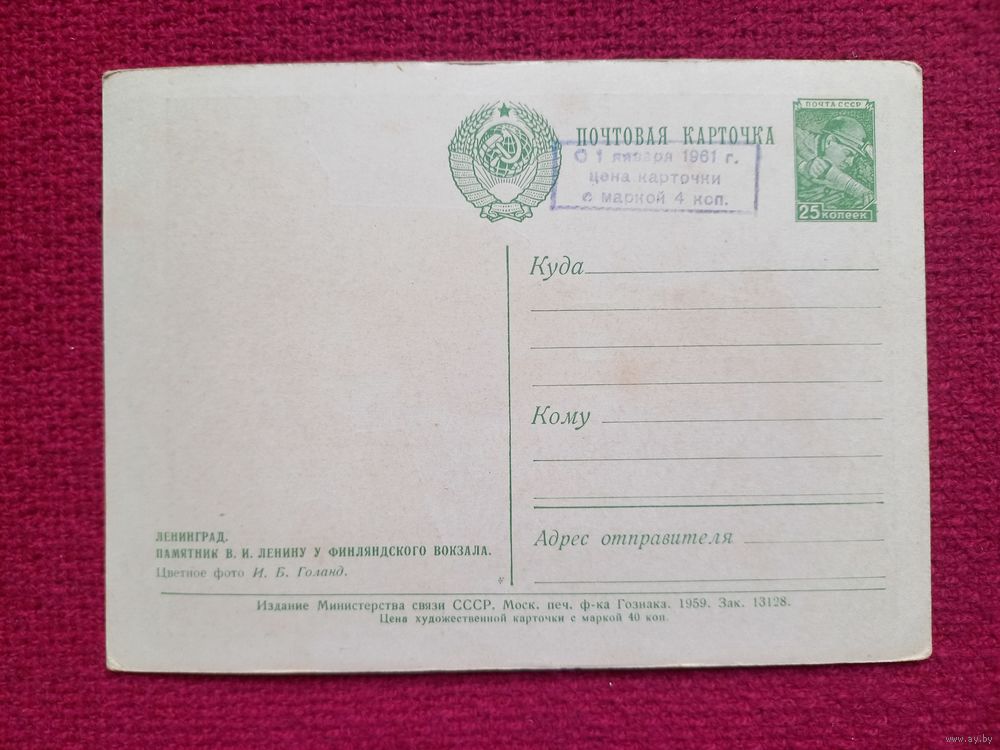 ПОЧТА СССР
ПОЧТОВАЯ КАРТОЧКА
С 1 января 1961 г.
цена карточки
с маркой 4 коп.
25 копеек
Куда
Кому
Адрес отправителя
ЛЕНИНГРАД.
ПАМЯТНИК В. И. ЛЕНИНУ У ФИНЛЯНДСКОГО ВОКЗАЛА.
Цветное фото И. Б. Голанд.
Издание Министерства связи СССР. Моск. печ. ф-ка Гознака. 1959. Зак. 13128.
Цена художественной карточки с маркой 40 коп.
www.ay.by